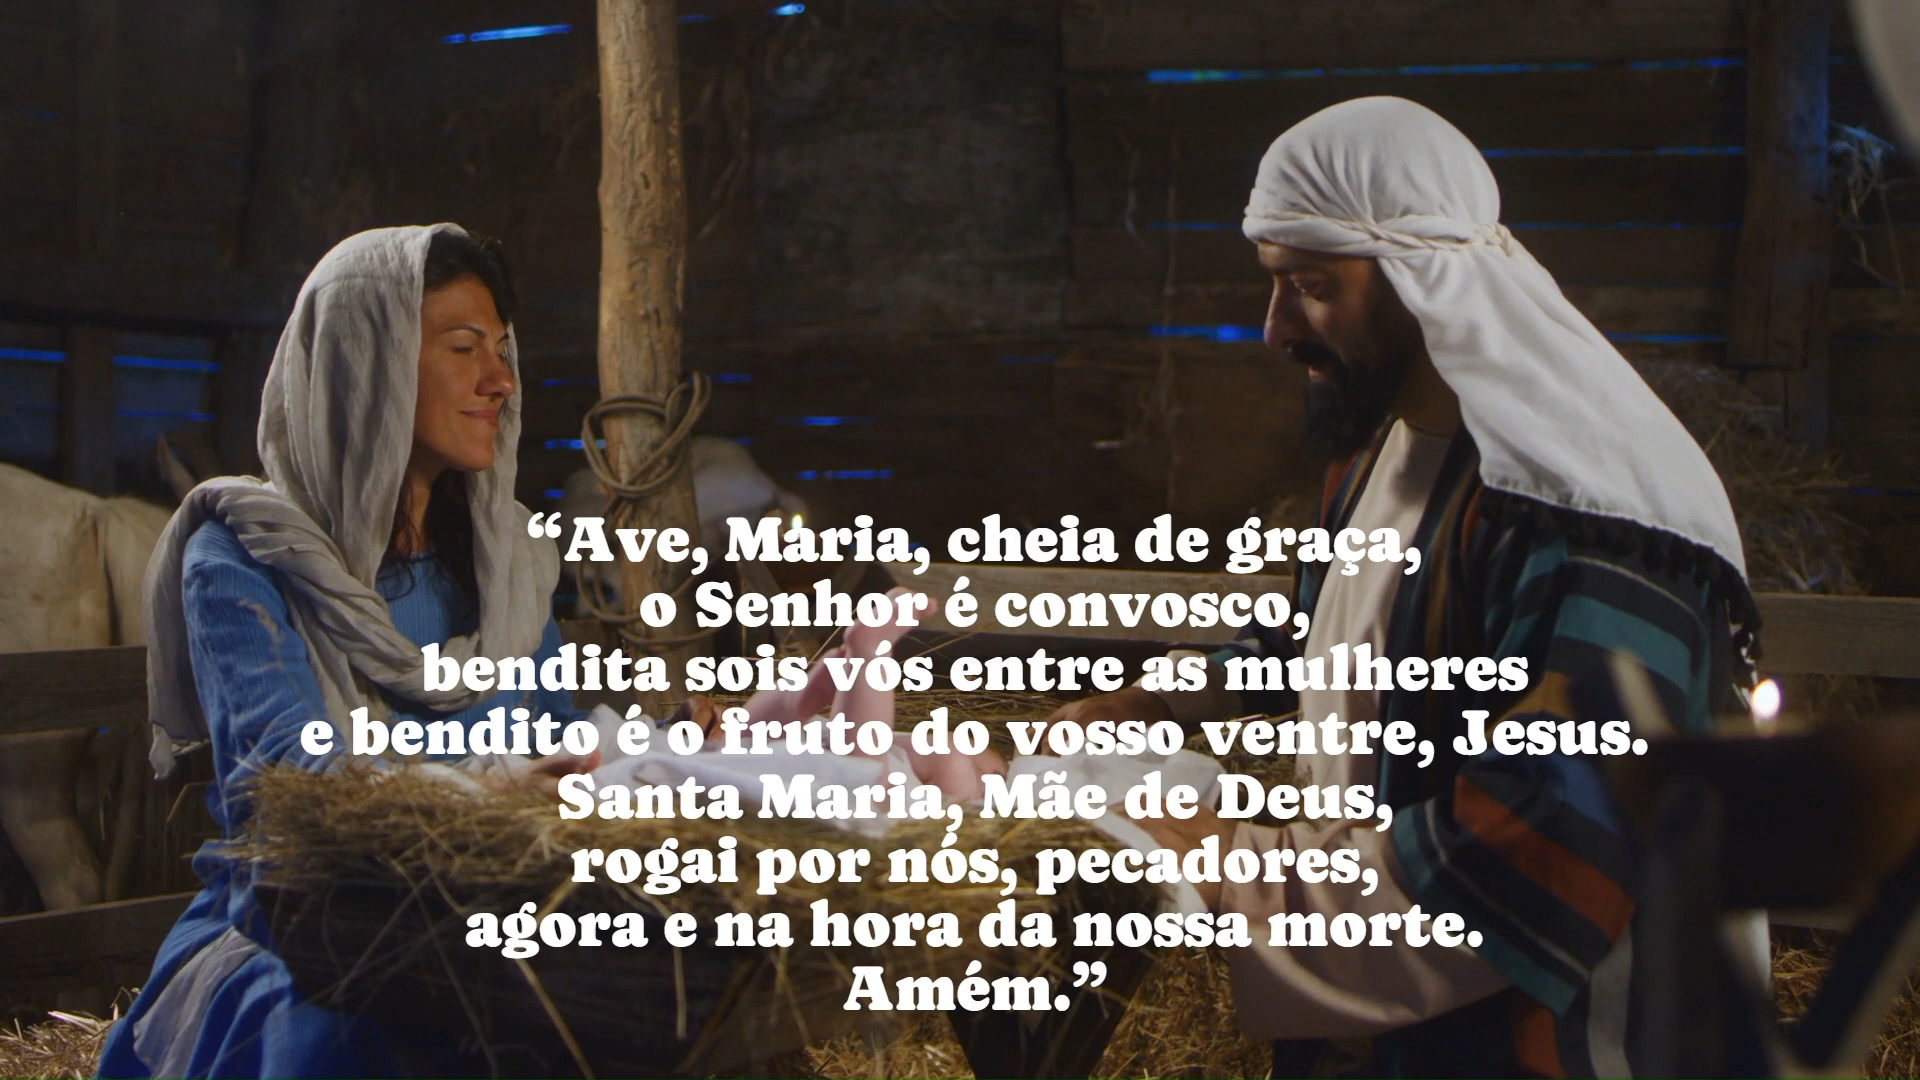 “Ave, Maria, cheia de graça,
o Senhor é convosco,
bendita sois vós entre as mulheres
e bendito é o fruto do vosso ventre, Jesus.
Santa Maria, Mãe de Deus,
rogai por nós, pecadores,
agora e na hora da nossa morte.
Amém.”